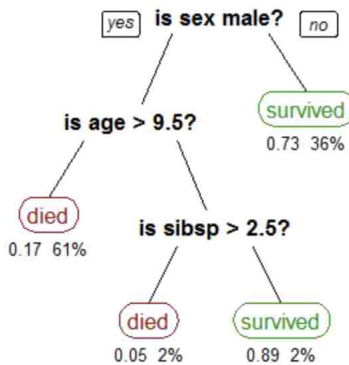 yes is sex male? no
is age > 9.5?
survived
0.73 36%
died
0.17 61%
is sibsp > 2.5?
died survived
0.05 2% 0.89 2%